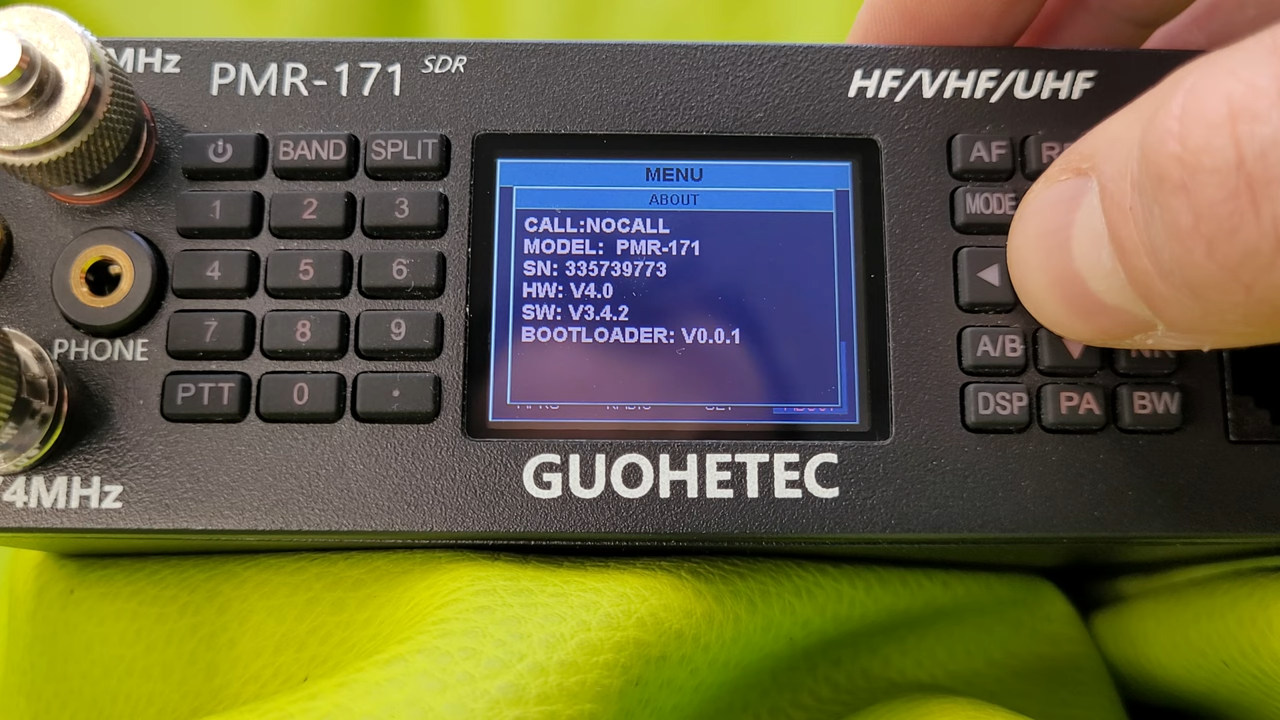 MHz
PMR-171 SDR
HF/VHF/UHF
BAND SPLIT
1 2 3
4 5 6
7 8 9
PTT 0 .
PHONE
4MHz
MENU
ABOUT
CALL:NOCALL
MODEL: PMR-171
SN: 335739773
HW: V4.0
SW: V3.4.2
BOOTLOADER: V0.0.1
GUOHETEC
AF
MODE
A/B
DSP PA BW